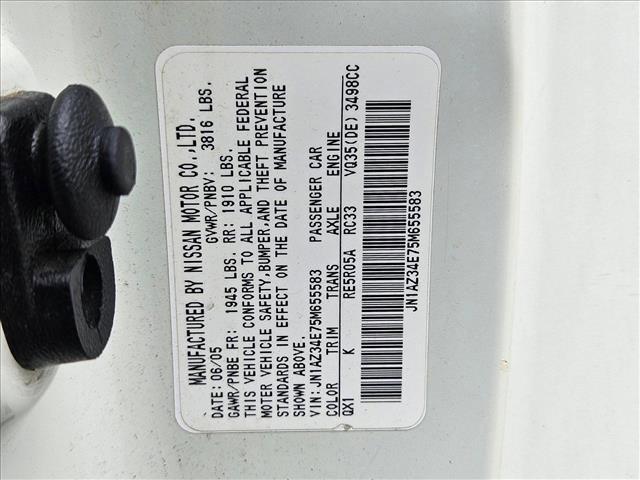 MANUFACTURED BY NISSAN MOTOR CO.,LTD.
DATE: 06/05 GVWR/PNBV: 3816 LBS.
GAWR/PNBE FR: 1945 LBS. RR: 1910 LBS.
THIS VEHICLE CONFORMS TO ALL APPLICABLE FEDERAL
MOTER VEHICLE SAFETY,BUMPER,AND THEFT PREVENTION
STANDARDS IN EFFECT ON THE DATE OF MANUFACTURE
SHOWN ABOVE.
VIN: JN1AZ34E75M655583 PASSENGER CAR
COLOR TRIM TRANS AXLE ENGINE
QX1 K RE5R05A RC33 VQ35(DE) 3498CC
JN1AZ34E75M655583